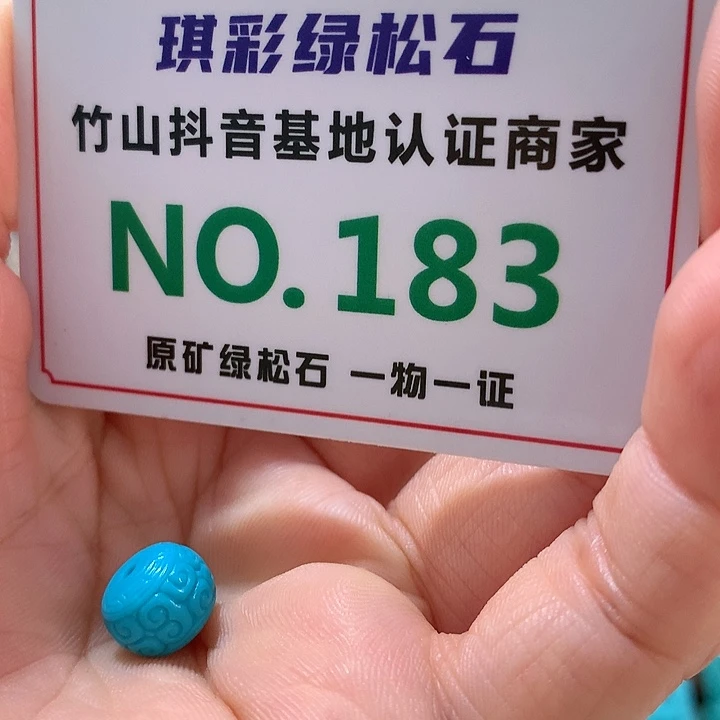 琪彩绿松石
竹山抖音基地认证商家
NO.183
原矿绿松石 一物一证